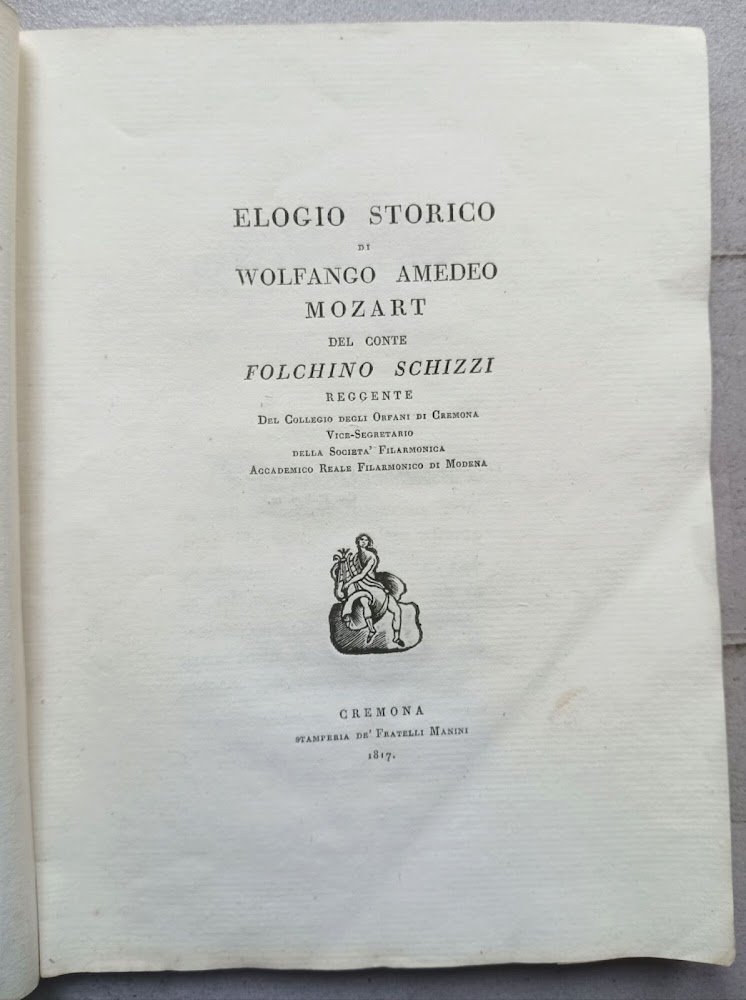 ELOGIO STORICO
DI
WOLFANGO AMEDEO
MOZART
DEL CONTE
FOLCHINO SCHIZZI
REGGENTE
DEL COLLEGIO DEGLI ORFANI DI CREMONA
VICE-SEGRETARIO
DELLA SOCIETA' FILARMONICA
ACCADEMICO REALE FILARMONICO DI MODENA
CREMONA
STAMPERIA DE' FRATELLI MANINI
1817.